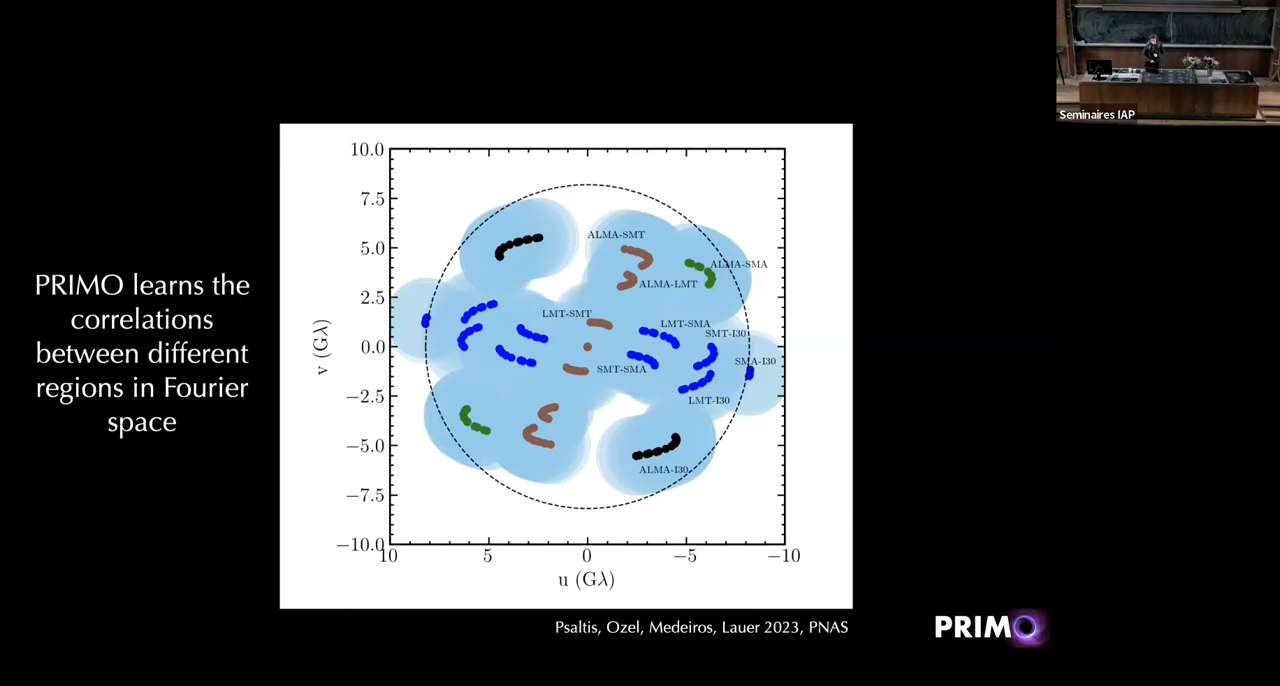 Seminaires IAP
PRIMO learns the
correlations
between different
regions in Fourier
space
10.0
7.5
5.0
2.5
0.0
−2.5
−5.0
−7.5
−10.0
v (Gλ)
ALMA-SMT
ALMA-SMA
ALMA-LMT
LMT-SMT
LMT-SMA
SMT-I30
SMA-I30
SMT-SMA
LMT-I30
ALMA-I30
10
5
0
−5
−10
u (Gλ)
Psaltis, Ozel, Medeiros, Lauer 2023, PNAS
PRIMO